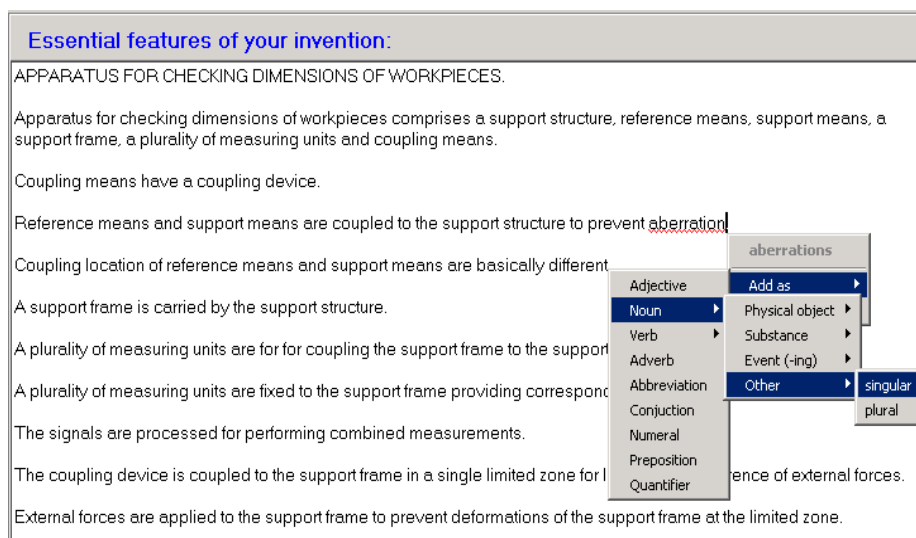 Essential features of your invention:
APPARATUS FOR CHECKING DIMENSIONS OF WORKPIECES.
Apparatus for checking dimensions of workpieces comprises a support structure, reference means, support means, a
support frame, a plurality of measuring units and coupling means.
Coupling means have a coupling device.
Reference means and support means are coupled to the support structure to prevent aberration
aberrations
Coupling location of reference means and support means are basically different
Add as
Adjective
Noun
Verb
Adverb
Abbreviation
Conjuction
Numeral
Preposition
Quantifier
Physical object
Substance
Event (-ing)
Other
singular
plural
A support frame is carried by the support structure.
A plurality of measuring units are for for coupling the support frame to the support
A plurality of measuring units are fixed to the support frame providing correspond
The signals are processed for performing combined measurements.
The coupling device is coupled to the support frame in a single limited zone for rence of external forces.
External forces are applied to the support frame to prevent deformations of the support frame at the limited zone.